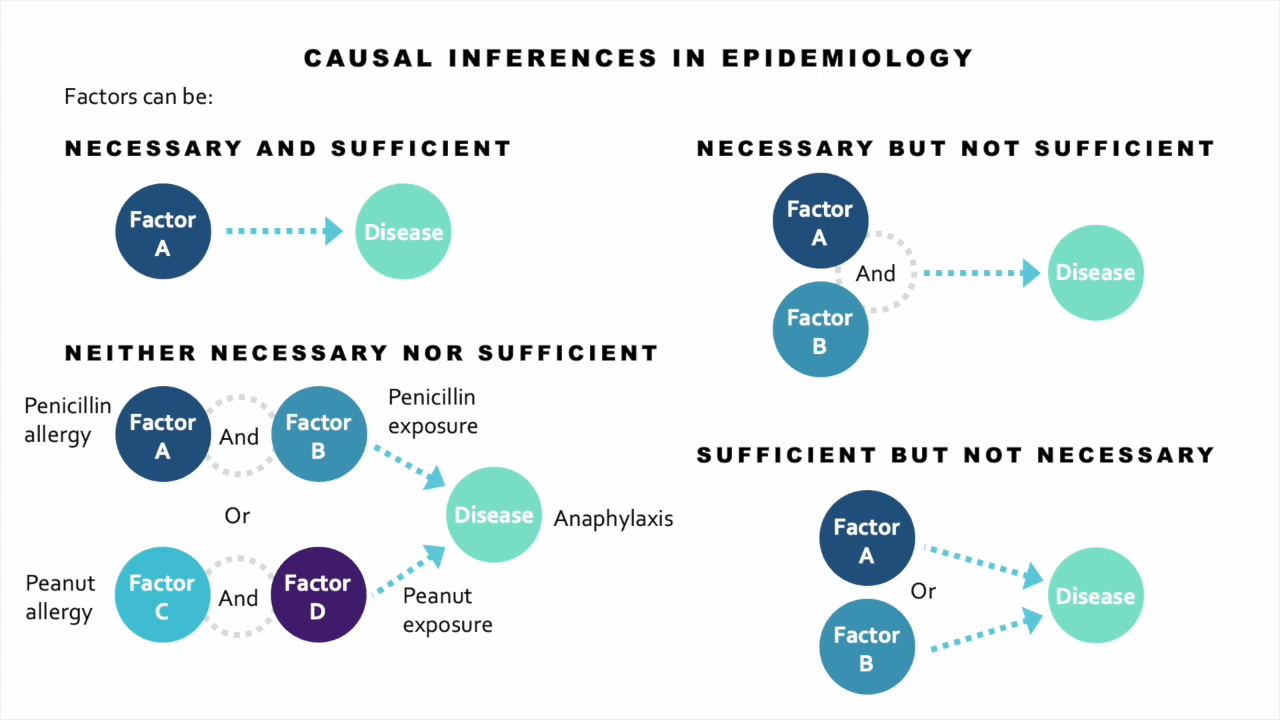 CAUSAL INFERENCES IN EPIDEMIOLOGY
Factors can be:
NECESSARY AND SUFFICIENT
Factor
A
Disease
NECESSARY BUT NOT SUFFICIENT
Factor
A
And
Factor
B
Disease
NEITHER NECESSARY NOR SUFFICIENT
Penicillin
allergy
Factor
A
And
Factor
B
Penicillin
exposure
Or
Disease
Anaphylaxis
Peanut
allergy
Factor
C
And
Factor
D
Peanut
exposure
SUFFICIENT BUT NOT NECESSARY
Factor
A
Or
Factor
B
Disease